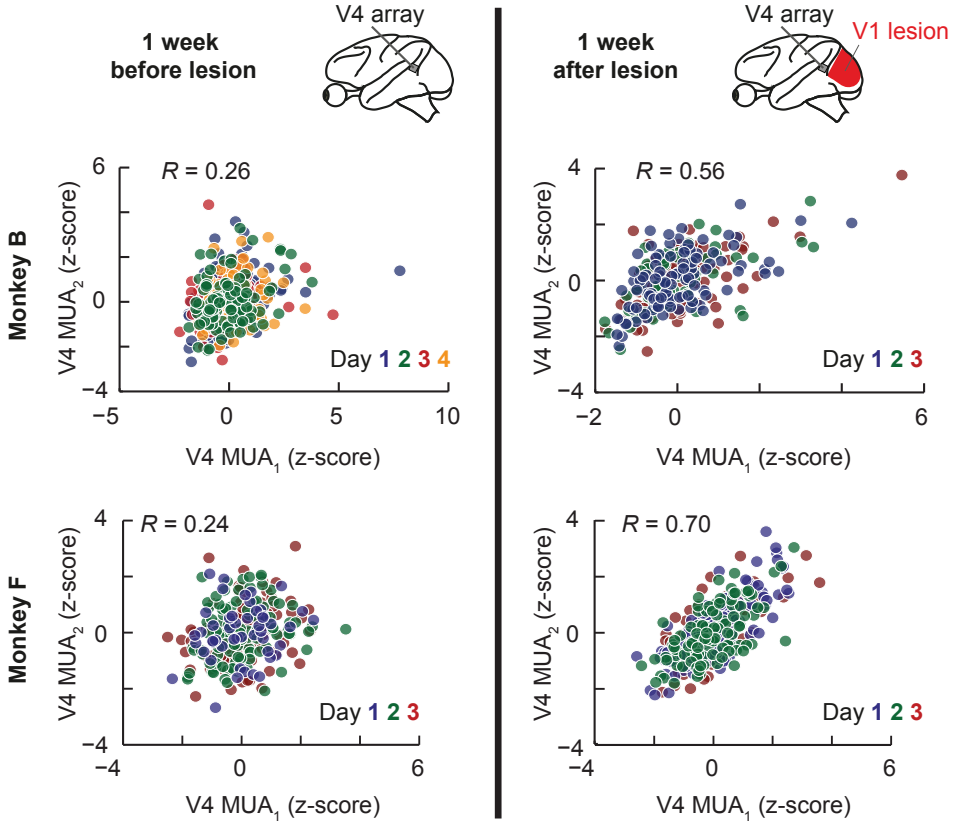 1 week
before lesion
V4 array
1 week
after lesion
V4 array
V1 lesion
Monkey B
V4 MUA₂ (z-score)
6
0
−4
R = 0.26
Day 1 2 3 4
−5
0
5
10
V4 MUA₁ (z-score)
V4 MUA₂ (z-score)
4
0
−4
R = 0.56
Day 1 2 3
−2
0
6
V4 MUA₁ (z-score)
Monkey F
V4 MUA₂ (z-score)
4
0
−4
R = 0.24
Day 1 2 3
−4
0
6
V4 MUA₁ (z-score)
V4 MUA₂ (z-score)
4
0
−4
R = 0.70
Day 1 2 3
−4
0
6
V4 MUA₁ (z-score)